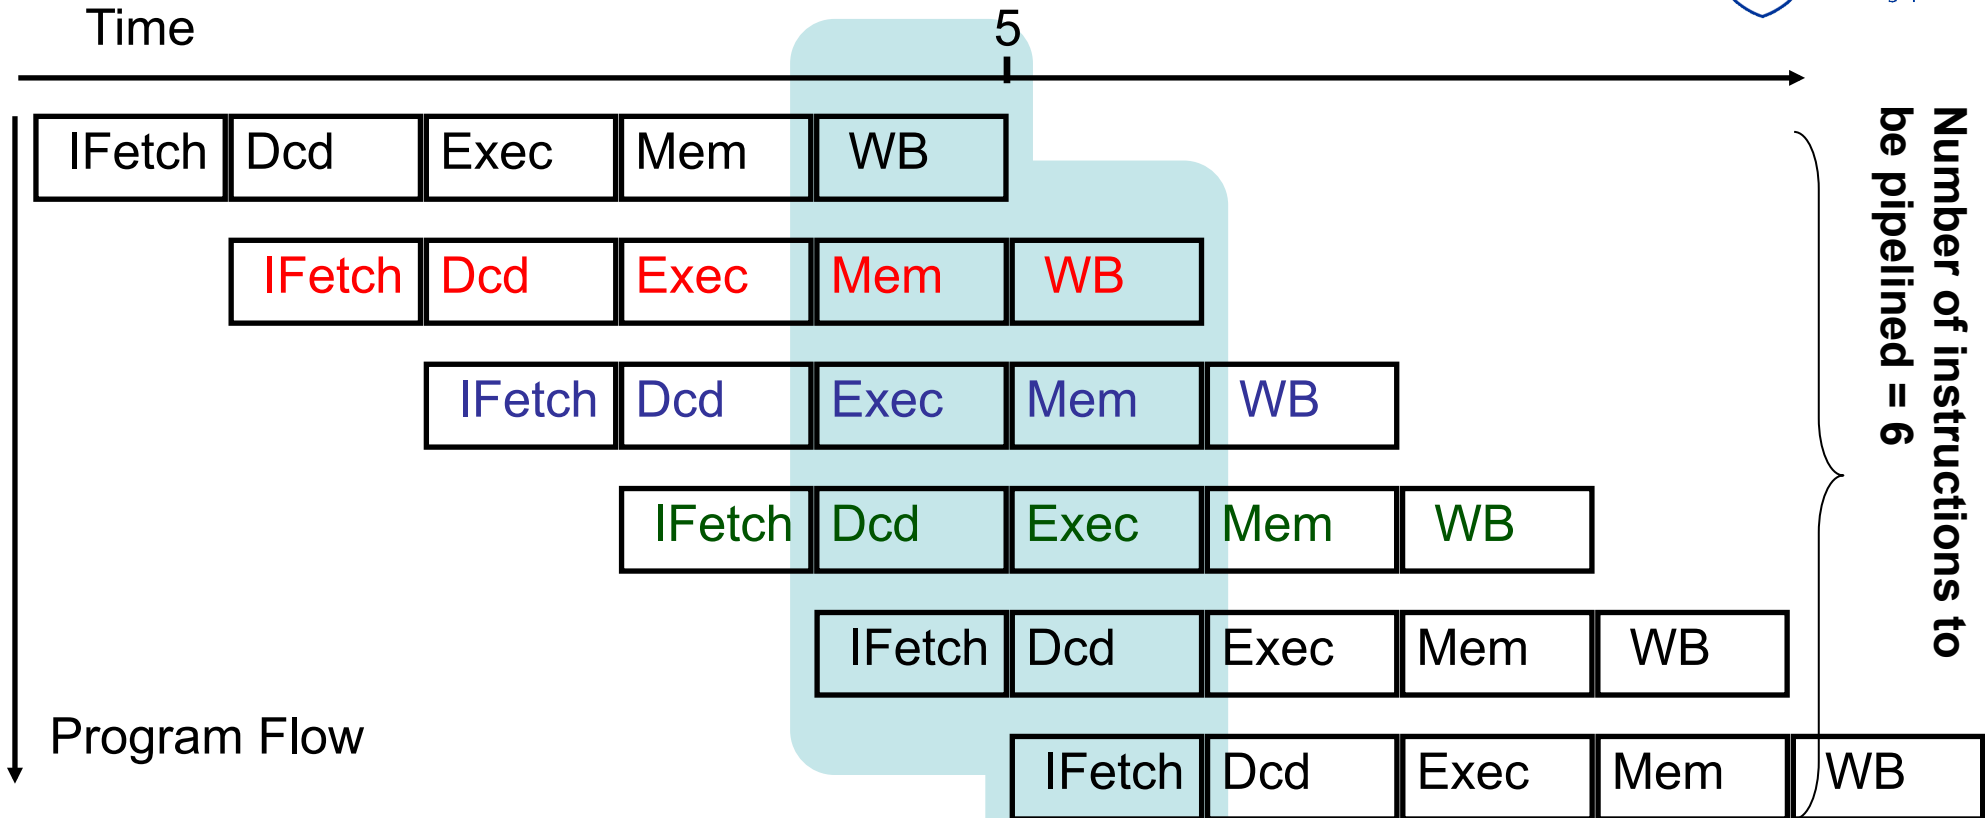 Time
5
IFetch Dcd Exec Mem WB
IFetch Dcd Exec Mem WB
IFetch Dcd Exec Mem WB
IFetch Dcd Exec Mem WB
IFetch Dcd Exec Mem WB
IFetch Dcd Exec Mem WB
Program Flow
Number of instructions to
be pipelined = 6